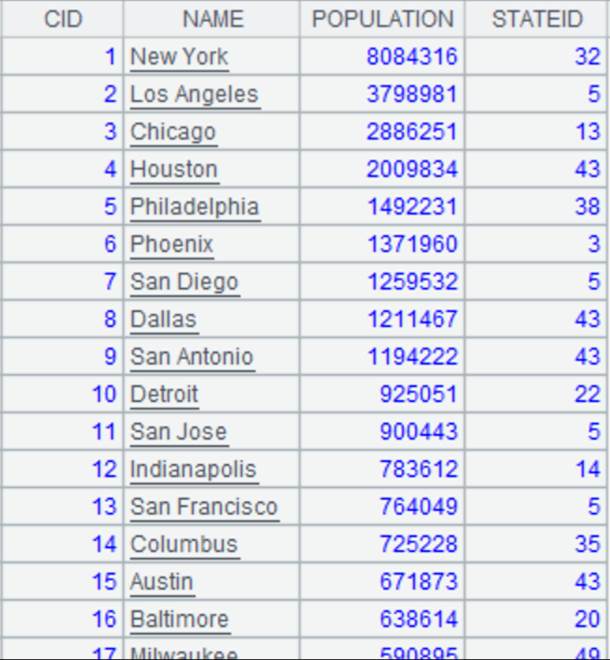 CID NAME POPULATION STATEID
1 New York 8084316 32
2 Los Angeles 3798981 5
3 Chicago 2886251 13
4 Houston 2009834 43
5 Philadelphia 1492231 38
6 Phoenix 1371960 3
7 San Diego 1259532 5
8 Dallas 1211467 43
9 San Antonio 1194222 43
10 Detroit 925051 22
11 San Jose 900443 5
12 Indianapolis 783612 14
13 San Francisco 764049 5
14 Columbus 725228 35
15 Austin 671873 43
16 Baltimore 638614 20
17 Milwaukee 590895 49